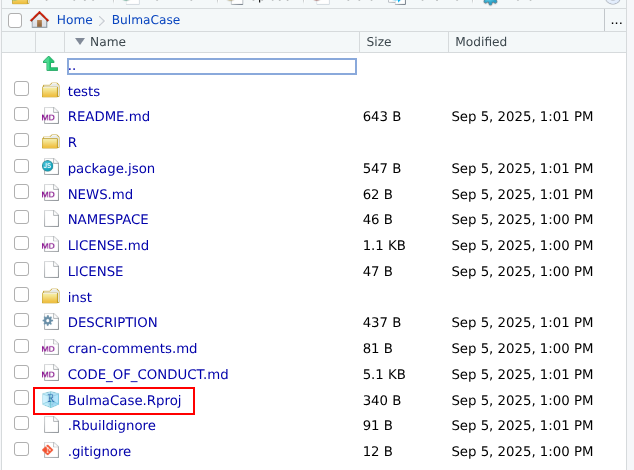 Home BulmaCase ...
Name Size Modified
..
tests
README.md 643 B Sep 5, 2025, 1:01 PM
R
package.json 547 B Sep 5, 2025, 1:01 PM
NEWS.md 62 B Sep 5, 2025, 1:01 PM
NAMESPACE 46 B Sep 5, 2025, 1:00 PM
LICENSE.md 1.1 KB Sep 5, 2025, 1:00 PM
LICENSE 47 B Sep 5, 2025, 1:00 PM
inst
DESCRIPTION 437 B Sep 5, 2025, 1:01 PM
cran-comments.md 81 B Sep 5, 2025, 1:00 PM
CODE_OF_CONDUCT.md 5.1 KB Sep 5, 2025, 1:01 PM
BulmaCase.Rproj 340 B Sep 5, 2025, 1:00 PM
.Rbuildignore 91 B Sep 5, 2025, 1:01 PM
.gitignore 12 B Sep 5, 2025, 1:00 PM